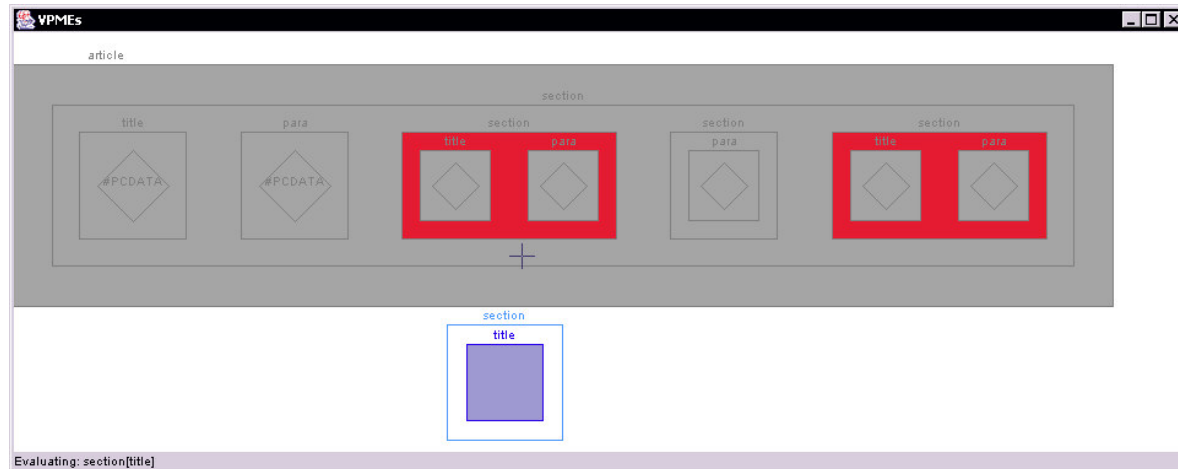 VPMEs
article
section
title para section section section
title para para title para
#PCDATA #PCDATA
section
title
Evaluating: section[title]